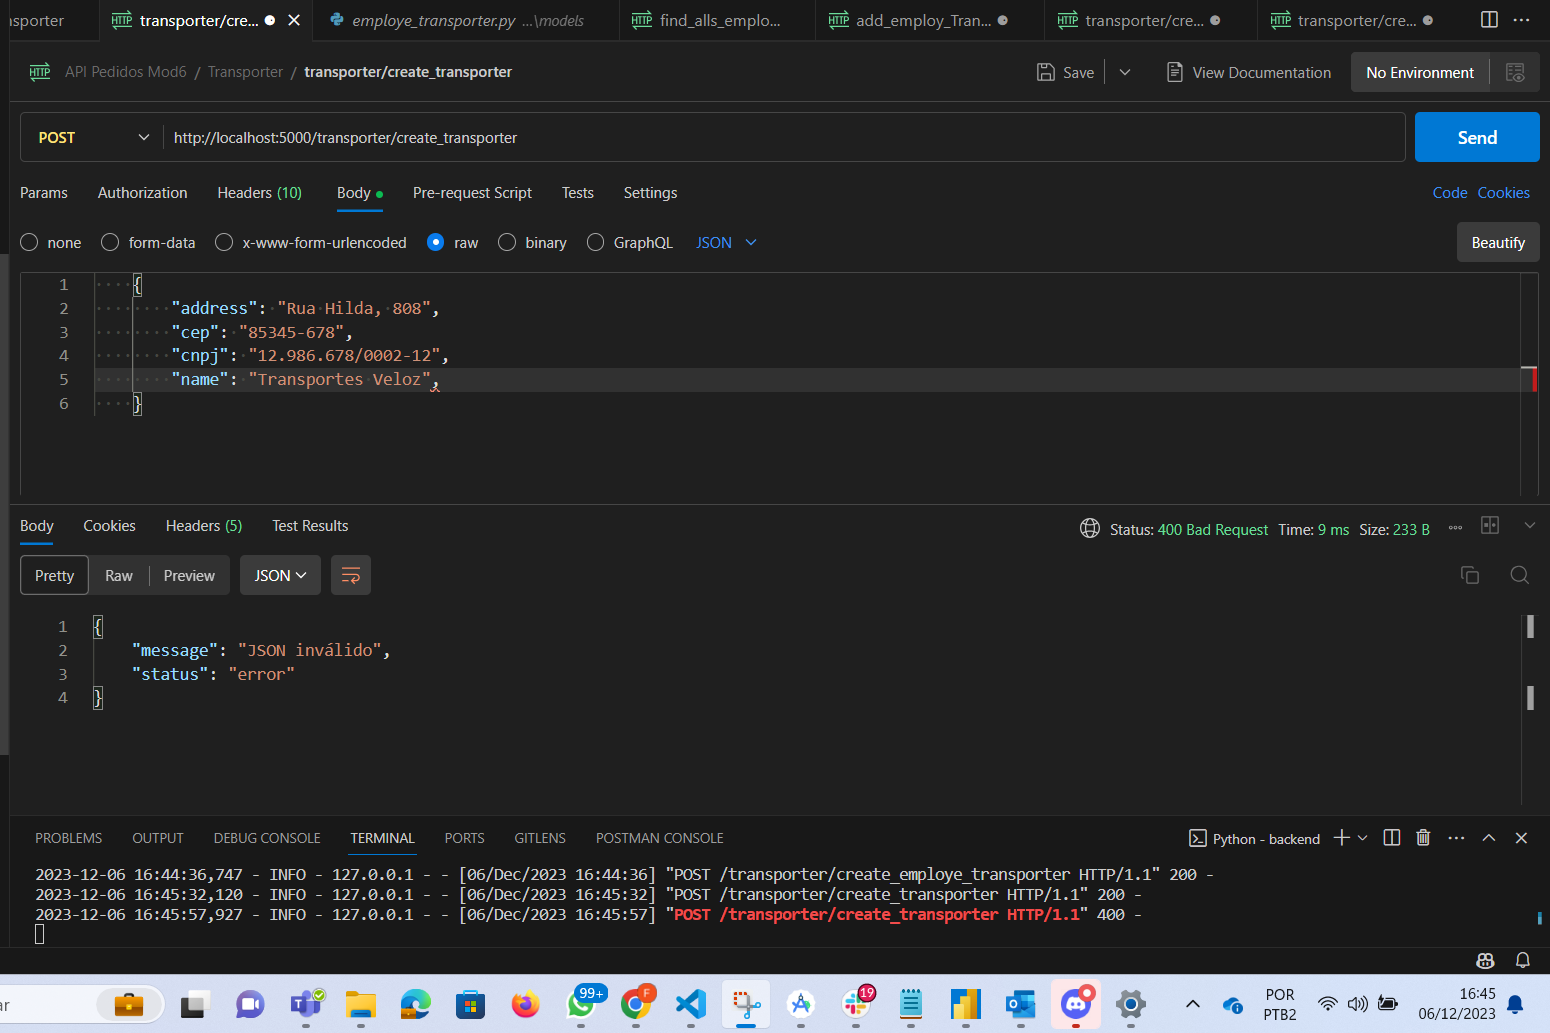 sporter
transporter/cre...
employe_transporter.py ...\models
find_alls_emplo...
add_employ_Tran...
transporter/cre...
transporter/cre...
HTTP API Pedidos Mod6 / Transporter / transporter/create_transporter
Save
View Documentation
No Environment
POST
http://localhost:5000/transporter/create_transporter
Send
Params Authorization Headers (10) Body Pre-request Script Tests Settings
Code Cookies
none form-data x-www-form-urlencoded raw binary GraphQL JSON
Beautify
1 {
2 "address": "Rua Hilda, 808",
3 "cep": "85345-678",
4 "cnpj": "12.986.678/0002-12",
5 "name": "Transportes Veloz",
6 }
Body Cookies Headers (5) Test Results
Status: 400 Bad Request Time: 9 ms Size: 233 B
Pretty Raw Preview JSON
1 {
2 "message": "JSON inválido",
3 "status": "error"
4 }
PROBLEMS OUTPUT DEBUG CONSOLE TERMINAL PORTS GITLENS POSTMAN CONSOLE
Python - backend
2023-12-06 16:44:36,747 - INFO - 127.0.0.1 - - [06/Dec/2023 16:44:36] "POST /transporter/create_employe_transporter HTTP/1.1" 200 -
2023-12-06 16:45:32,120 - INFO - 127.0.0.1 - - [06/Dec/2023 16:45:32] "POST /transporter/create_transporter HTTP/1.1" 200 -
2023-12-06 16:45:57,927 - INFO - 127.0.0.1 - - [06/Dec/2023 16:45:57] "POST /transporter/create_transporter HTTP/1.1" 400 -
ar
99+
F
19
POR
PTB2
16:45
06/12/2023